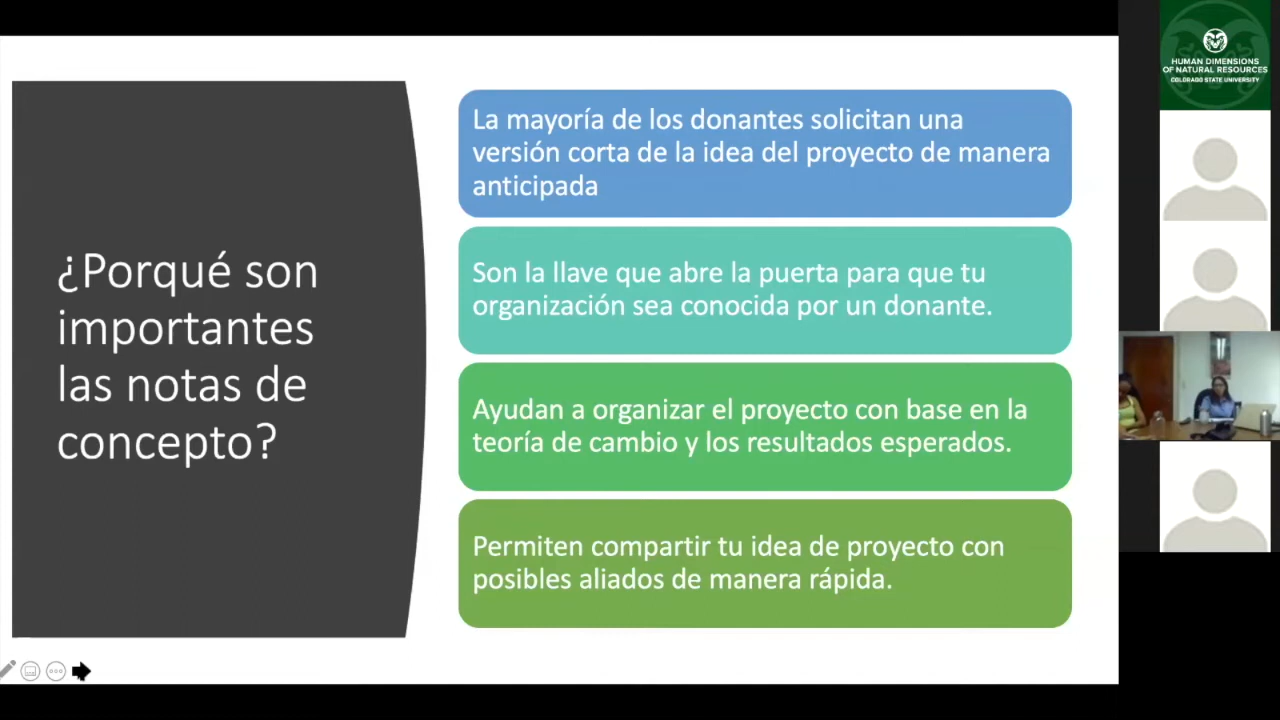 ¿Porqué son
importantes
las notas de
concepto?
La mayoría de los donantes solicitan una
versión corta de la idea del proyecto de manera
anticipada
Son la llave que abre la puerta para que tu
organización sea conocida por un donante.
Ayudan a organizar el proyecto con base en la
teoría de cambio y los resultados esperados.
Permiten compartir tu idea de proyecto con
posibles aliados de manera rápida.
HUMAN DIMENSIONS
OF NATURAL RESOURCES
COLORADO STATE UNIVERSITY